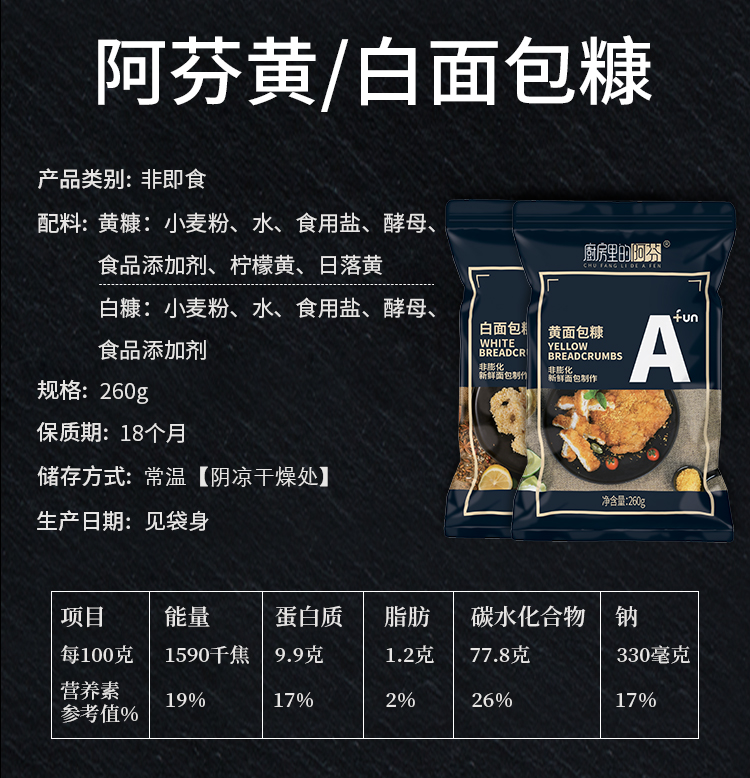 阿芬黄/白面包糠
产品类别: 非即食
配料: 黄糠: 小麦粉、水、食用盐、酵母、
食品添加剂、柠檬黄、日落黄
白糠: 小麦粉、水、食用盐、酵母、
食品添加剂
规格: 260g
保质期: 18个月
储存方式: 常温【阴凉干燥处】
生产日期: 见袋身
厨房里的阿芬®
CHU FANG LI DE A FEN
A fun
白面包糠
WHITE
BREADCRU
非膨化
新鲜面包制作
黄面包糠
YELLOW
BREADCRUMBS
非膨化
新鲜面包制作
净含量:260g
项目 能量 蛋白质 脂肪 碳水化合物 钠
每100克 1590千焦 9.9克 1.2克 77.8克 330毫克
营养素
参考值% 19% 17% 2% 26% 17%